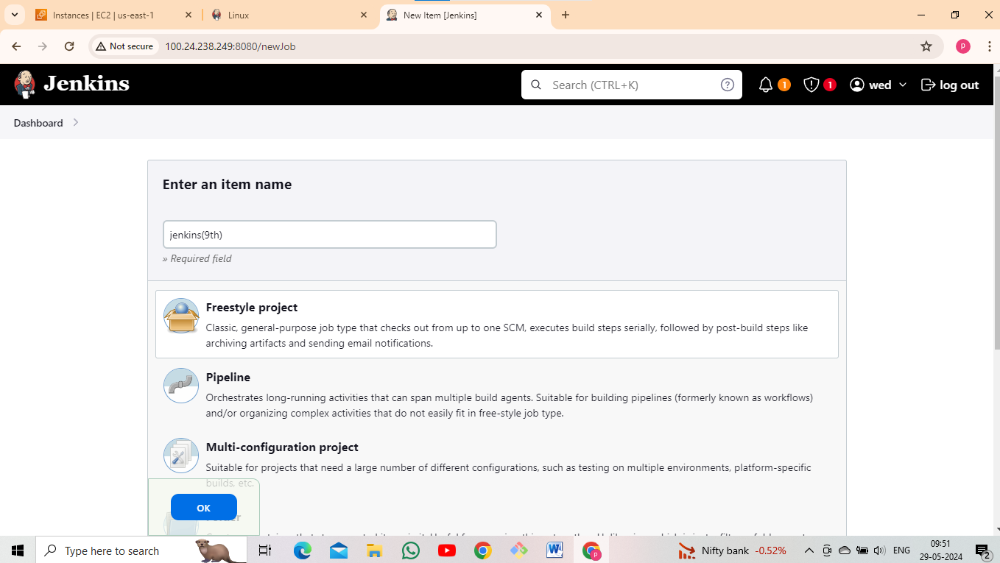 Instances | EC2 | us-east-1
Linux
New Item [Jenkins]
Not secure
100.24.238.249:8080/newJob
P
Jenkins
Search (CTRL+K)
?
1
1
wed
log out
Dashboard
Enter an item name
jenkins(9th)
» Required field
Freestyle project
Classic, general-purpose job type that checks out from up to one SCM, executes build steps serially, followed by post-build steps like
archiving artifacts and sending email notifications.
Pipeline
Orchestrates long-running activities that can span multiple build agents. Suitable for building pipelines (formerly known as workflows)
and/or organizing complex activities that do not easily fit in free-style job type.
Multi-configuration project
Suitable for projects that need a large number of different configurations, such as testing on multiple environments, platform-specific
builds, etc.
OK
Type here to search
Nifty bank -0.52%
ENG
09:51
29-05-2024
2